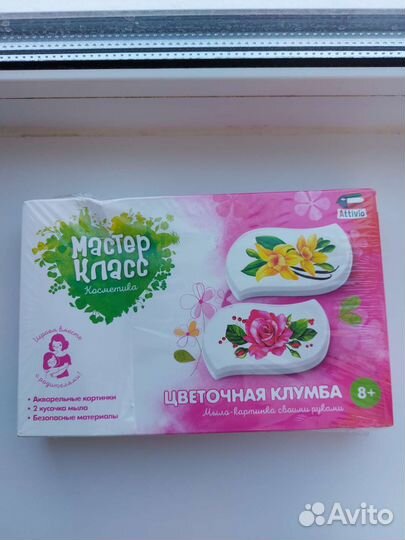 Мастер
Класс
Косметика
Attivio
играем вместе
с родителями!
• Акварельные картинки
• 2 кусочка мыла
• Безопасные материалы
ЦВЕТОЧНАЯ КЛУМБА
Мыло-картинка своими руками
8+
Avito